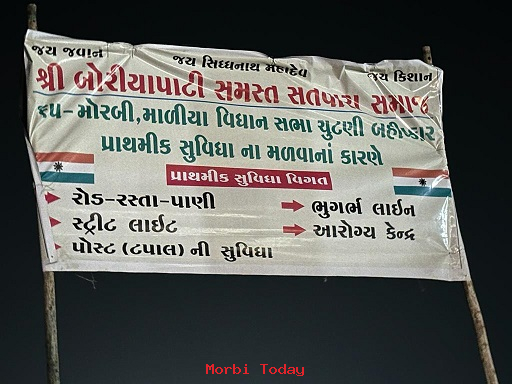 જય જવાન
જય સિધ્ધનાથ મહાદેવ
જય કિશાન
શ્રી બોરીયાપાટી સમસ્ત સતવારા સમાજ
૬૫-મોરબી,માળીયા વિધાન સભા ચુટણી બહીષ્કાર
પ્રાથમીક સુવિધા ના મળવાનાં કારણે
પ્રાથમીક સુવિધા વિગત
રોડ-રસ્તા-પાણી
ભુગર્ભ લાઈન
સ્ટ્રીટ લાઈટ
આરોગ્ય કેન્દ્ર
પોસ્ટ (ટપાલ) ની સુવિધા
Morbi Today